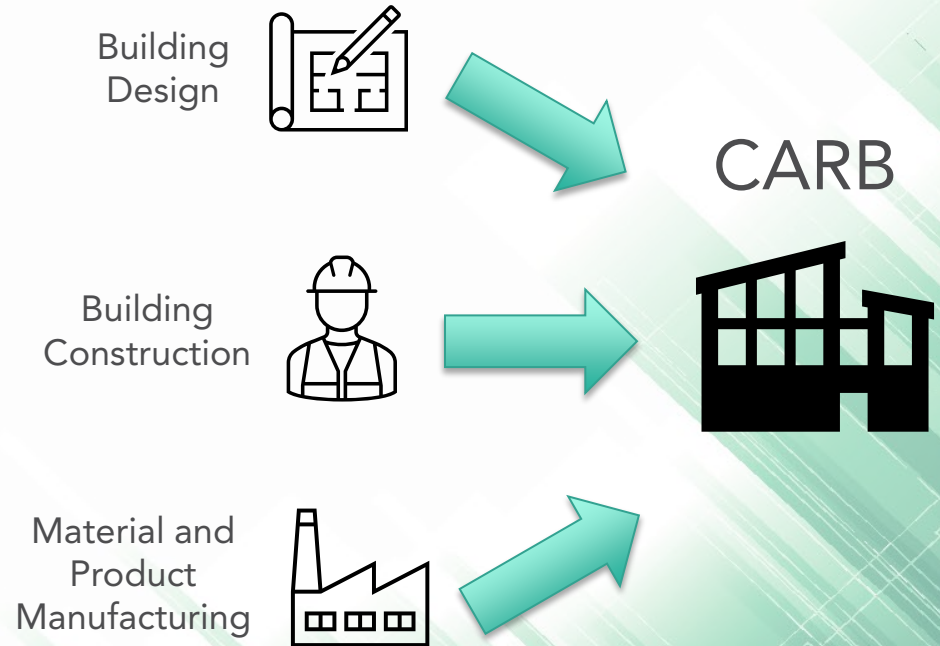 Building
Design
CARB
Building
Construction
Material and
Product
Manufacturing